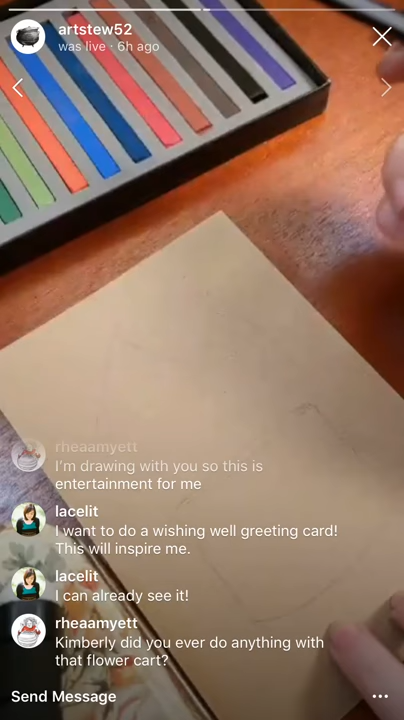 artstew52
was live · 6h ago
rheaamyett
I'm drawing with you so this is
entertainment for me
lacelit
I want to do a wishing well greeting card!
This will inspire me.
lacelit
I can already see it!
rheaamyett
Kimberly did you ever do anything with
that flower cart?
Send Message